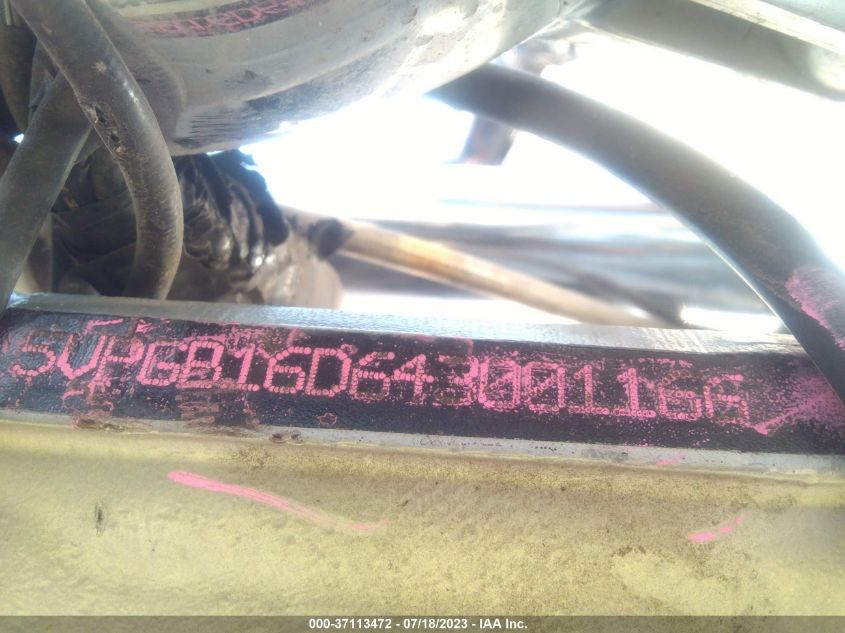 5VPGB16D643001166
000-37113472 - 07/18/2023 - IAA Inc.